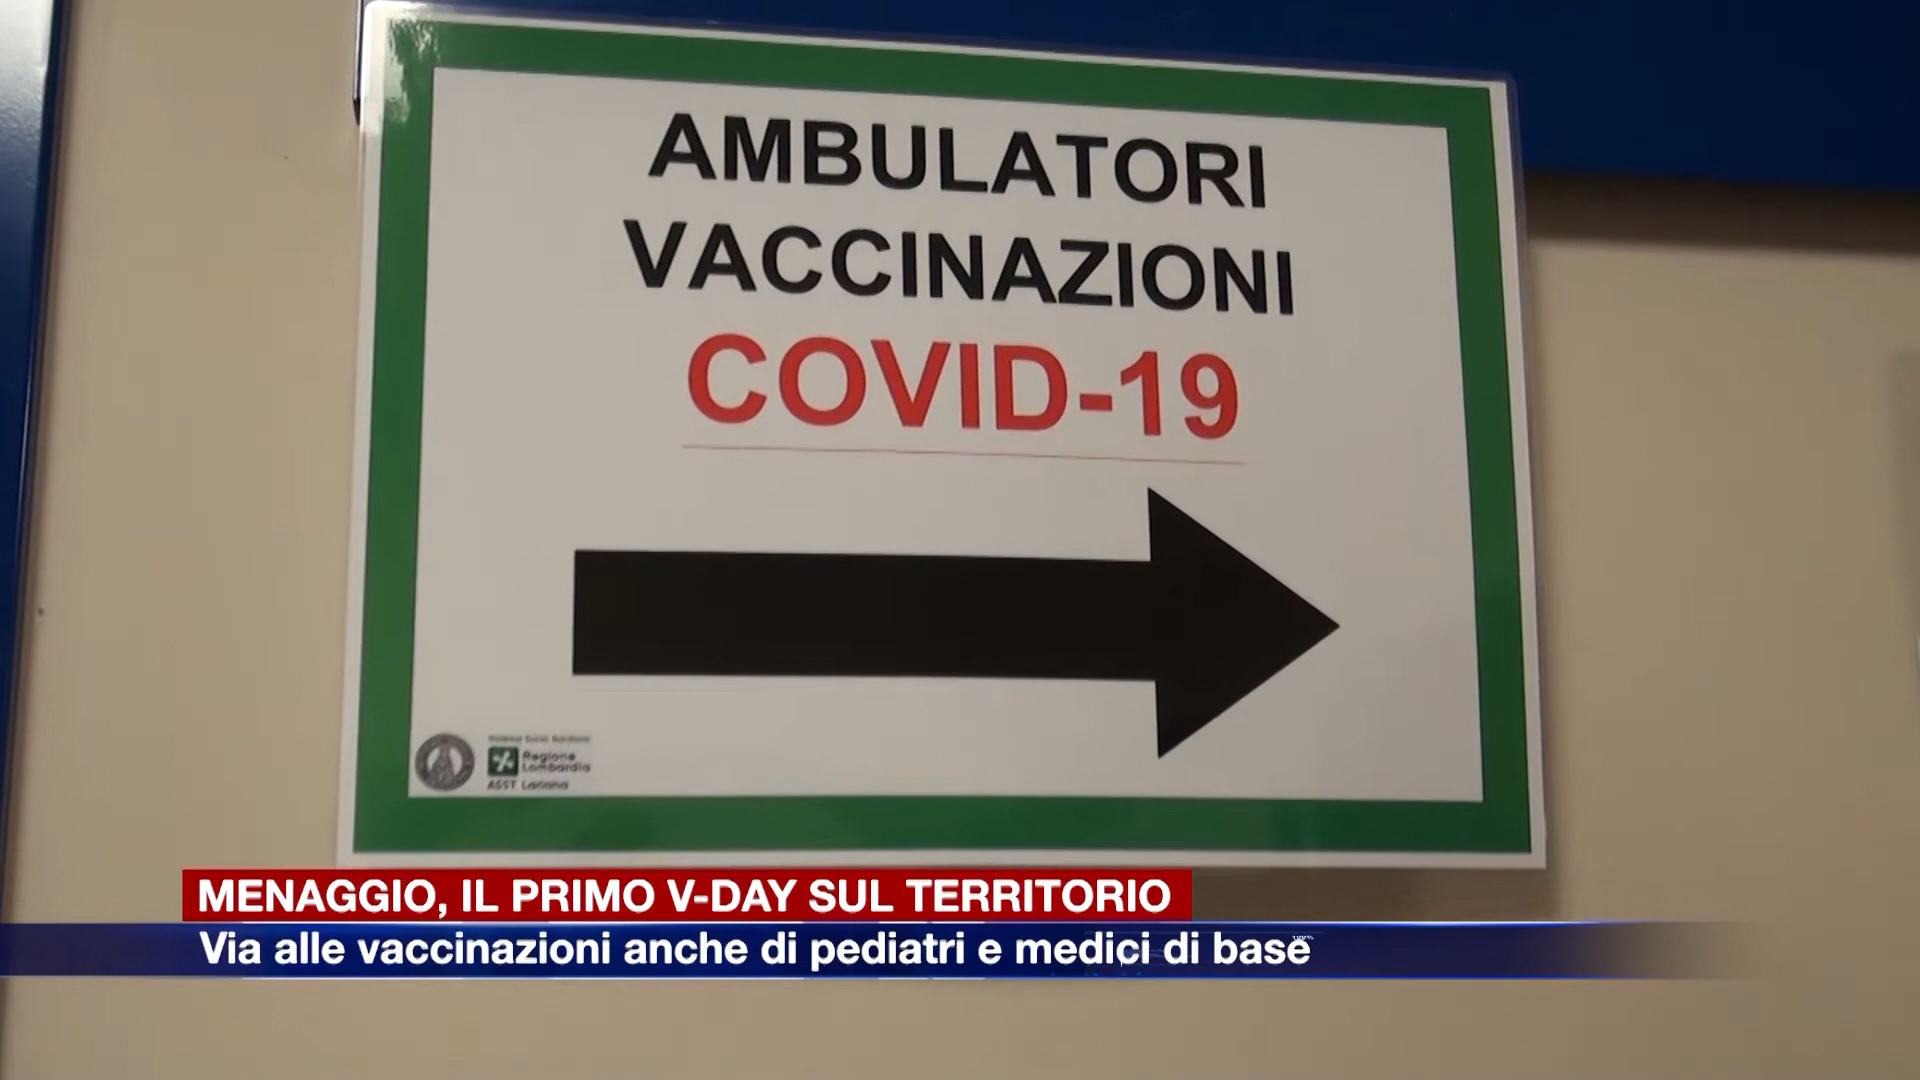 AMBULATORI
VACCINAZIONI
COVID-19
Regione
Lombardia
ASST Lariana
MENAGGIO, IL PRIMO V-DAY SUL TERRITORIO
Via alle vaccinazioni anche di pediatri e medici di base